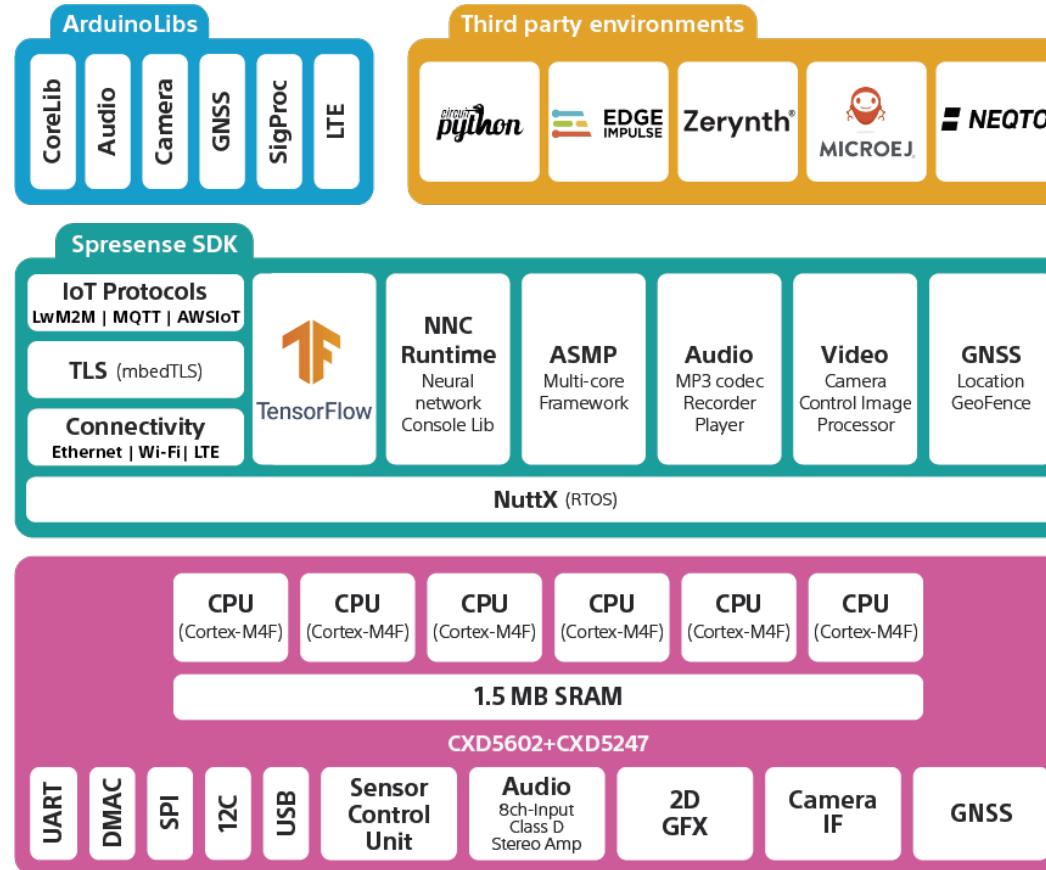 ArduinoLibs
CoreLib
Audio
Camera
GNSS
SigProc
LTE
Third party environments
circuit
python
EDGE
IMPULSE
Zerynth®
MICROEJ.
NEQTO
Spresense SDK
IoT Protocols
LwM2M | MQTT | AWSIoT
TLS (mbedTLS)
Connectivity
Ethernet | Wi-Fi| LTE
TensorFlow
NNC
Runtime
Neural
network
Console Lib
ASMP
Multi-core
Framework
Audio
MP3 codec
Recorder
Player
Video
Camera
Control Image
Processor
GNSS
Location
GeoFence
NuttX (RTOS)
CPU
(Cortex-M4F)
CPU
(Cortex-M4F)
CPU
(Cortex-M4F)
CPU
(Cortex-M4F)
CPU
(Cortex-M4F)
CPU
(Cortex-M4F)
1.5 MB SRAM
CXD5602+CXD5247
UART
DMAC
SPI
12C
USB
Sensor
Control
Unit
Audio
8ch-Input
Class D
Stereo Amp
2D
GFX
Camera
IF
GNSS